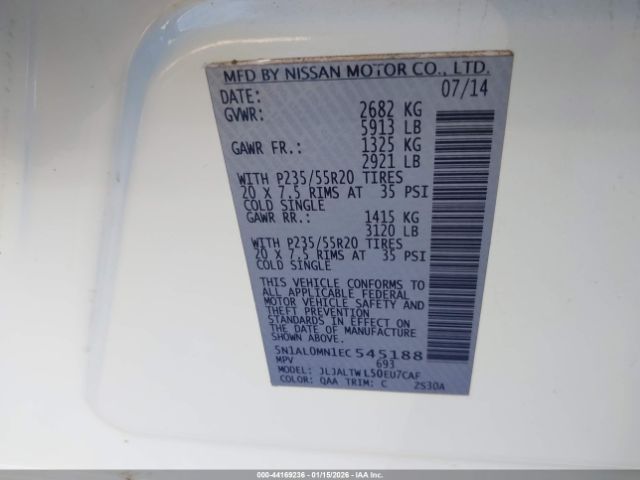 MFD BY NISSAN MOTOR CO., LTD.
DATE: 07/14
GVWR: 2682 KG
5913 LB
GAWR FR.: 1325 KG
2921 LB
WITH P235/55R20 TIRES
20 X 7.5 RIMS AT 35 PSI
COLD SINGLE
GAWR RR.: 1415 KG
3120 LB
WITH P235/55R20 TIRES
20 X 7.5 RIMS AT 35 PSI
COLD SINGLE
THIS VEHICLE CONFORMS TO
ALL APPLICABLE FEDERAL
MOTOR VEHICLE SAFETY AND
THEFT PREVENTION
STANDARDS IN EFFECT ON
THE DATE OF MANUFACTURE
SHOWN ABOVE.
5N1AL0MN1EC545188
MPV 693
MODEL: JLJALTWL50EU7CAF
COLOR: QAA TRIM: C 2S30A
000-44169236 - 01/15/2026 - IAA Inc.